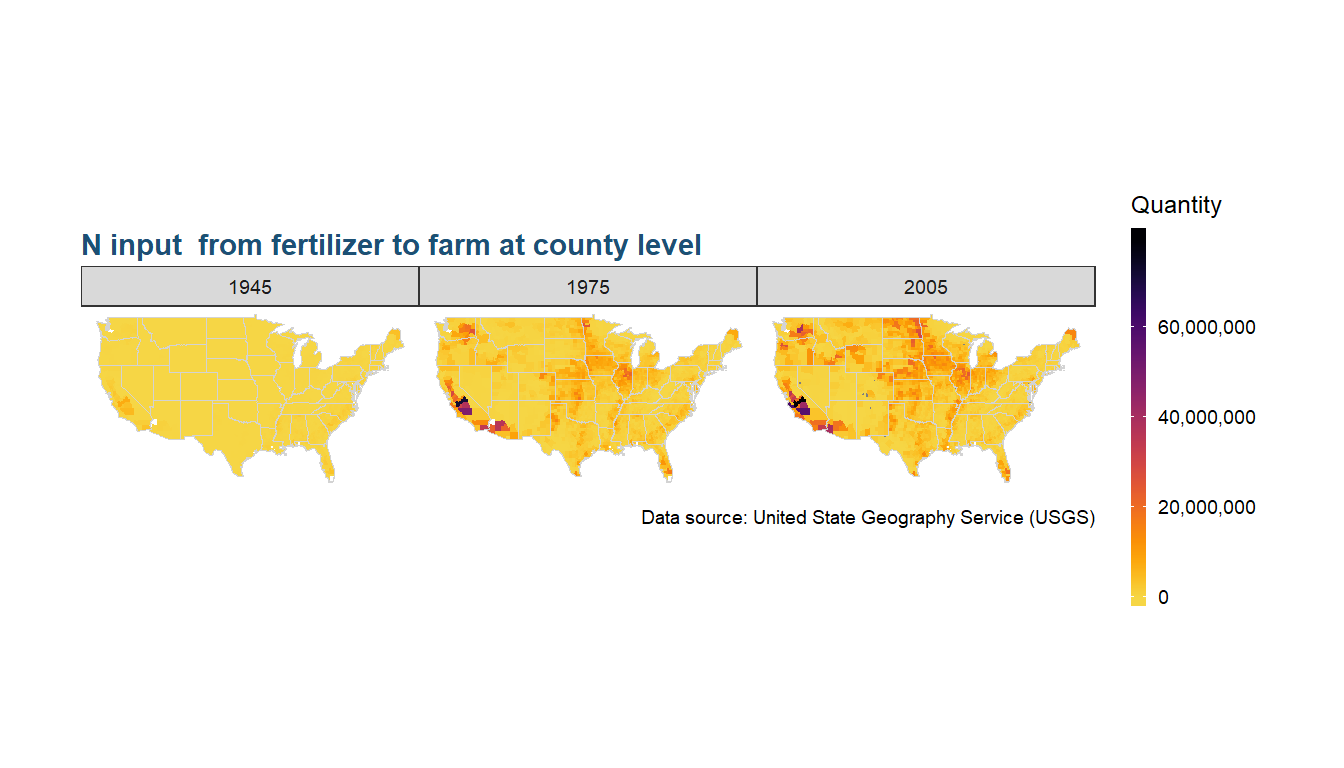 Quantity
N input  from fertilizer to farm at county level
1945 1975 2005
60,000,000
40,000,000
20,000,000
0
Data source: United State Geography Service (USGS)